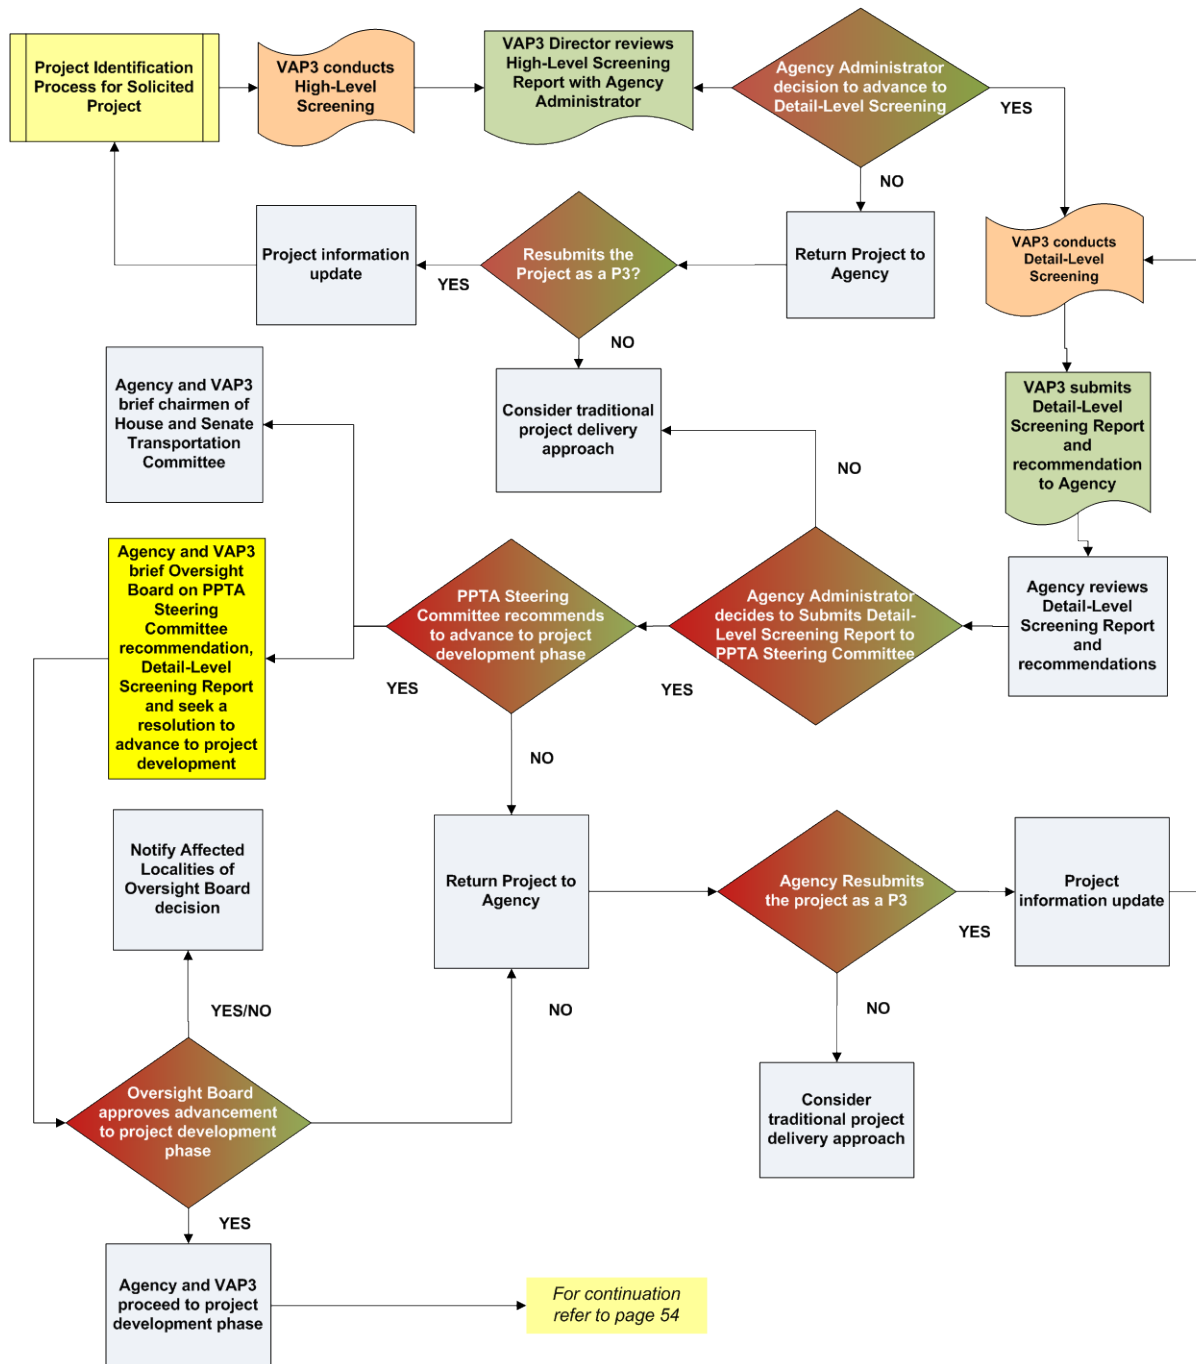 Project Identification
Process for Solicited
Project
VAP3 conducts
High-Level
Screening
VAP3 Director reviews
High-Level Screening
Report with Agency
Administrator
Agency Administrator
decision to advance to
Detail-Level Screening
YES
NO
Project information
update
YES
Resubmits the
Project as a P3?
Return Project to
Agency
VAP3 conducts
Detail-Level
Screening
NO
Agency and VAP3
brief chairmen of
House and Senate
Transportation
Committee
Consider traditional
project delivery
approach
NO
VAP3 submits
Detail-Level
Screening Report
and
recommendation
to Agency
Agency and VAP3
brief Oversight
Board on PPTA
Steering
Committee
recommendation,
Detail-Level
Screening Report
and seek a
resolution to
advance to project
development
PPTA Steering
Committee recommends
to advance to project
development phase
YES
Agency Administrator
decides to Submits Detail-
Level Screening Report to
PPTA Steering Committee
YES
Agency reviews
Detail-Level
Screening Report
and
recommendations
NO
Notify Affected
Localities of
Oversight Board
decision
Return Project to
Agency
Agency Resubmits
the project as a P3
YES
Project
information update
YES/NO
NO
NO
Oversight Board
approves advancement
to project development
phase
Consider
traditional project
delivery approach
YES
Agency and VAP3
proceed to project
development phase
For continuation
refer to page 54